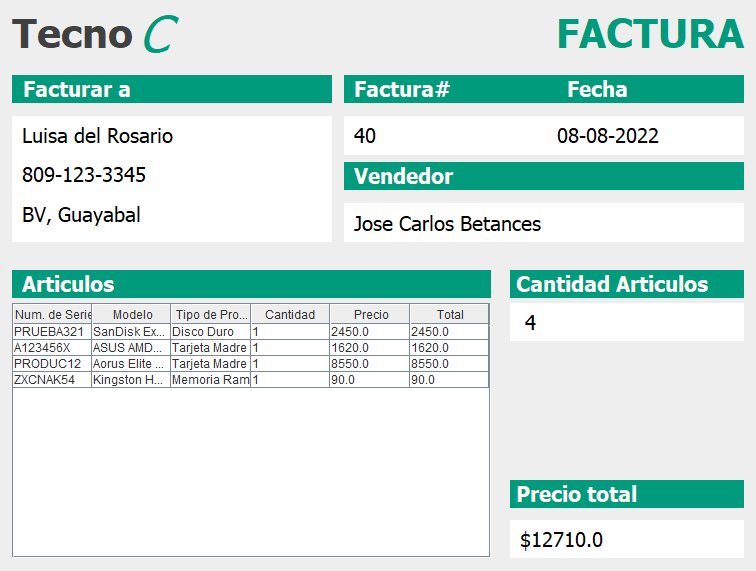 Tecno C
FACTURA
Facturar a
Luisa del Rosario
809-123-3345
BV, Guayabal
Factura# Fecha
40 08-08-2022
Vendedor
Jose Carlos Betances
Articulos
Num. de Serie Modelo Tipo de Pro... Cantidad Precio Total
PRUEBA321 SanDisk Ex... Disco Duro 1 2450.0 2450.0
A123456X ASUS AMD... Tarjeta Madre 1 1620.0 1620.0
PRODUC12 Aorus Elite ... Tarjeta Madre 1 8550.0 8550.0
ZXCNAK54 Kingston H... Memoria Ram 1 90.0 90.0
Cantidad Articulos
4
Precio total
$12710.0